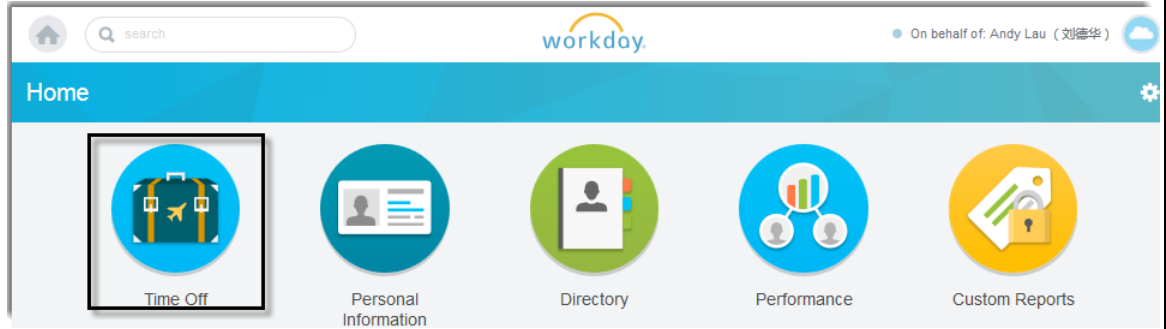 search
workday.
On behalf of: Andy Lau （刘德华）
Home
Time Off
Personal
Information
Directory
Performance
Custom Reports